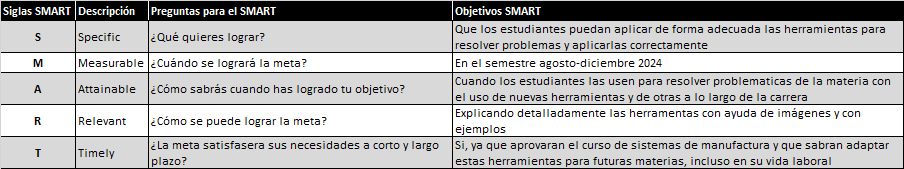 Siglas SMART Descripción Preguntas para el SMART Objetivos SMART
S Specific ¿Qué quieres lograr? Que los estudiantes puedan aplicar de forma adecuada las herramientas para
resolver problemas y aplicarlas correctamente
M Measurable ¿Cuándo se logrará la meta? En el semestre agosto-diciembre 2024
A Attainable ¿Cómo sabrás cuando has logrado tu objetivo? Cuando los estudiantes las usen para resolver problematicas de la materia con
el uso de nuevas herramientas y de otras a lo largo de la carrera
R Relevant ¿Cómo se puede lograr la meta? Explicando detalladamente las herramentas con ayuda de imágenes y con
ejemplos
T Timely ¿La meta satisfasera sus necesidades a corto y largo
plazo?
Si, ya que aprovaran el curso de sistemas de manufactura y que sabran adaptar
estas herramientas para futuras materias, incluso en su vida laboral